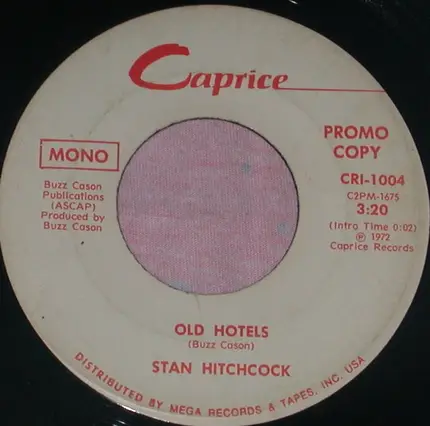 Caprice
MONO
Buzz Cason
Publications
(ASCAP)
Produced by
Buzz Cason
PROMO
COPY
CRI-1004
C2PM-1675
3:20
(Intro Time 0:02)
Ⓟ 1972
Caprice Records
OLD HOTELS
(Buzz Cason)
STAN HITCHCOCK
DISTRIBUTED BY MEGA RECORDS & TAPES, INC. USA